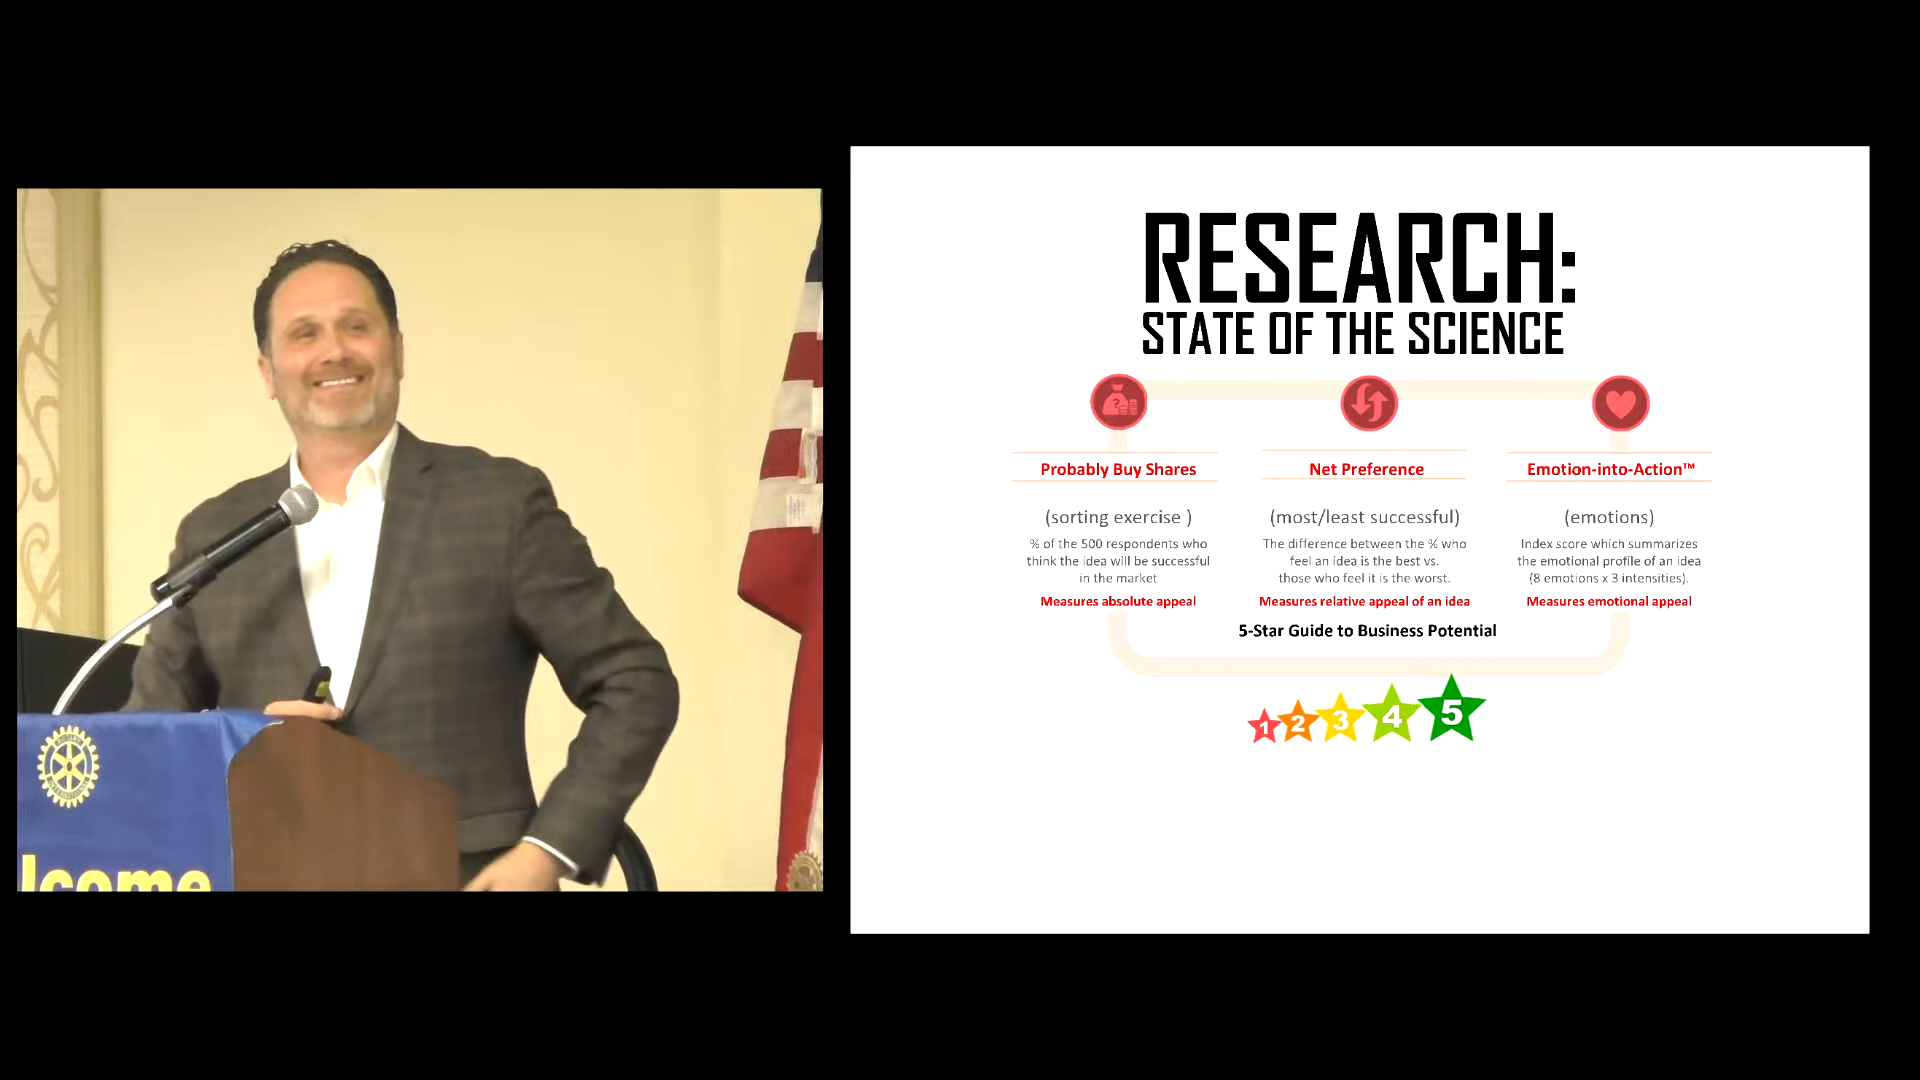 lcome
RESEARCH:
STATE OF THE SCIENCE
?
Probably Buy Shares
(sorting exercise )
% of the 500 respondents who
think the idea will be successful
in the market
Measures absolute appeal
Net Preference
(most/least successful)
The difference between the % who
feel an idea is the best vs.
those who feel it is the worst.
Measures relative appeal of an idea
Emotion-into-Action™
(emotions)
Index score which summarizes
the emotional profile of an idea
(8 emotions x 3 intensities).
Measures emotional appeal
5-Star Guide to Business Potential
1 2 3 4 5